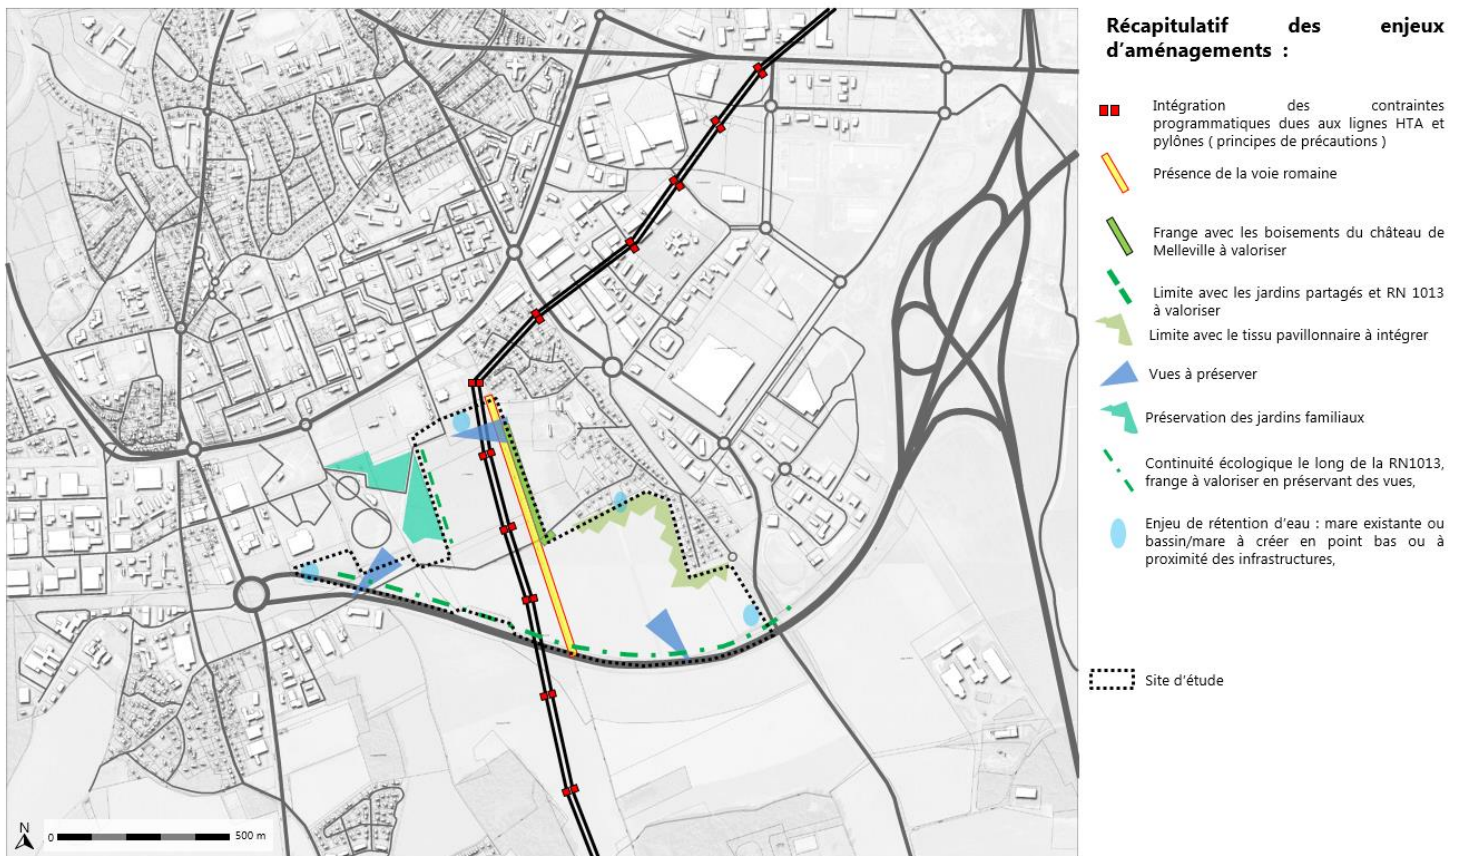 Récapitulatif des enjeux
d'aménagements :
Intégration des contraintes
programmatiques dues aux lignes HTA et
pylônes ( principes de précautions )
Présence de la voie romaine
Frange avec les boisements du château de
Melleville à valoriser
Limite avec les jardins partagés et RN 1013
à valoriser
Limite avec le tissu pavillonnaire à intégrer
Vues à préserver
Préservation des jardins familiaux
Continuité écologique le long de la RN1013,
frange à valoriser en préservant des vues,
Enjeu de rétention d'eau : mare existante ou
bassin/mare à créer en point bas ou à
proximité des infrastructures,
Site d'étude
N
0 500 m